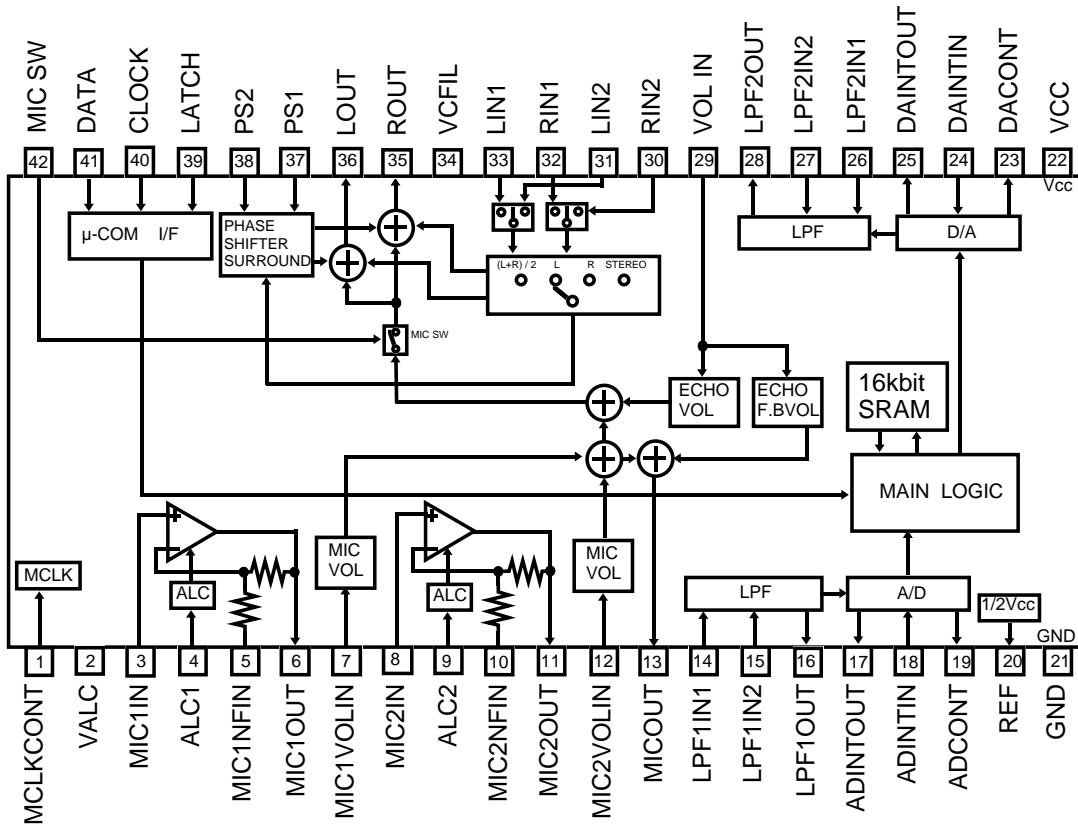 MIC SW
DATA
CLOCK
LATCH
PS2
PS1
LOUT
ROUT
VCFIL
LIN1
RIN1
LIN2
RIN2
VOL IN
LPF2OUT
LPF2IN2
LPF2IN1
DAINTOUT
DAINTIN
DACONT
VCC
42
41
40
39
38
37
36
35
34
33
32
31
30
29
28
27
26
25
24
23
22
Vcc
µ-COM I/F
PHASE
SHIFTER
SURROUND
(L+R) / 2
L
R
STEREO
LPF
D/A
MIC SW
ECHO
VOL
ECHO
F.BVOL
16kbit
SRAM
MAIN LOGIC
MCLK
ALC
MIC
VOL
ALC
MIC
VOL
LPF
A/D
1/2Vcc
GND
1
2
3
4
5
6
7
8
9
10
11
12
13
14
15
16
17
18
19
20
21
MCLKCONT
VALC
MIC1IN
ALC1
MIC1NFIN
MIC1OUT
MIC1VOLIN
MIC2IN
ALC2
MIC2NFIN
MIC2OUT
MIC2VOLIN
MICOUT
LPF1IN1
LPF1IN2
LPF1OUT
ADINTOUT
ADINTIN
ADCONT
REF
GND